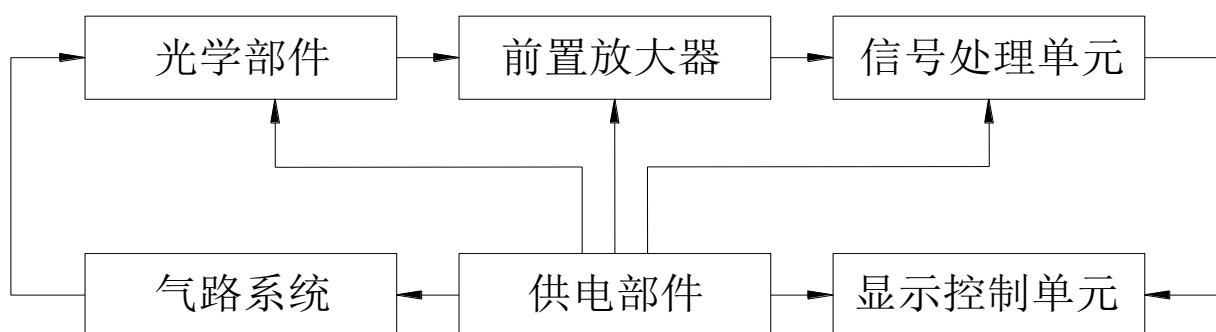 光学部件
前置放大器
信号处理单元
气路系统
供电部件
显示控制单元